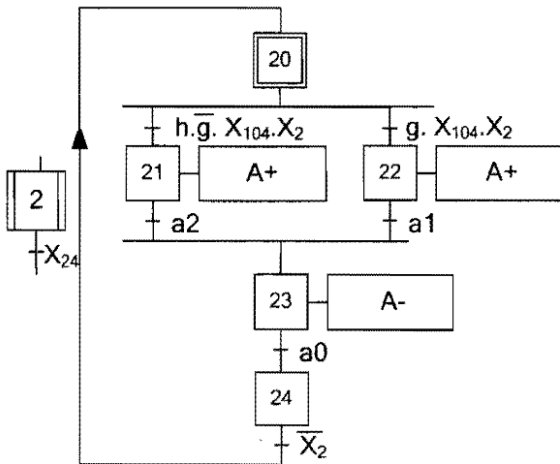 20
h.g̅. X₁₀₄.X₂
g. X₁₀₄.X₂
21
A+
22
A+
2
a2
a1
X₂₄
23
A-
a0
24
X̅₂